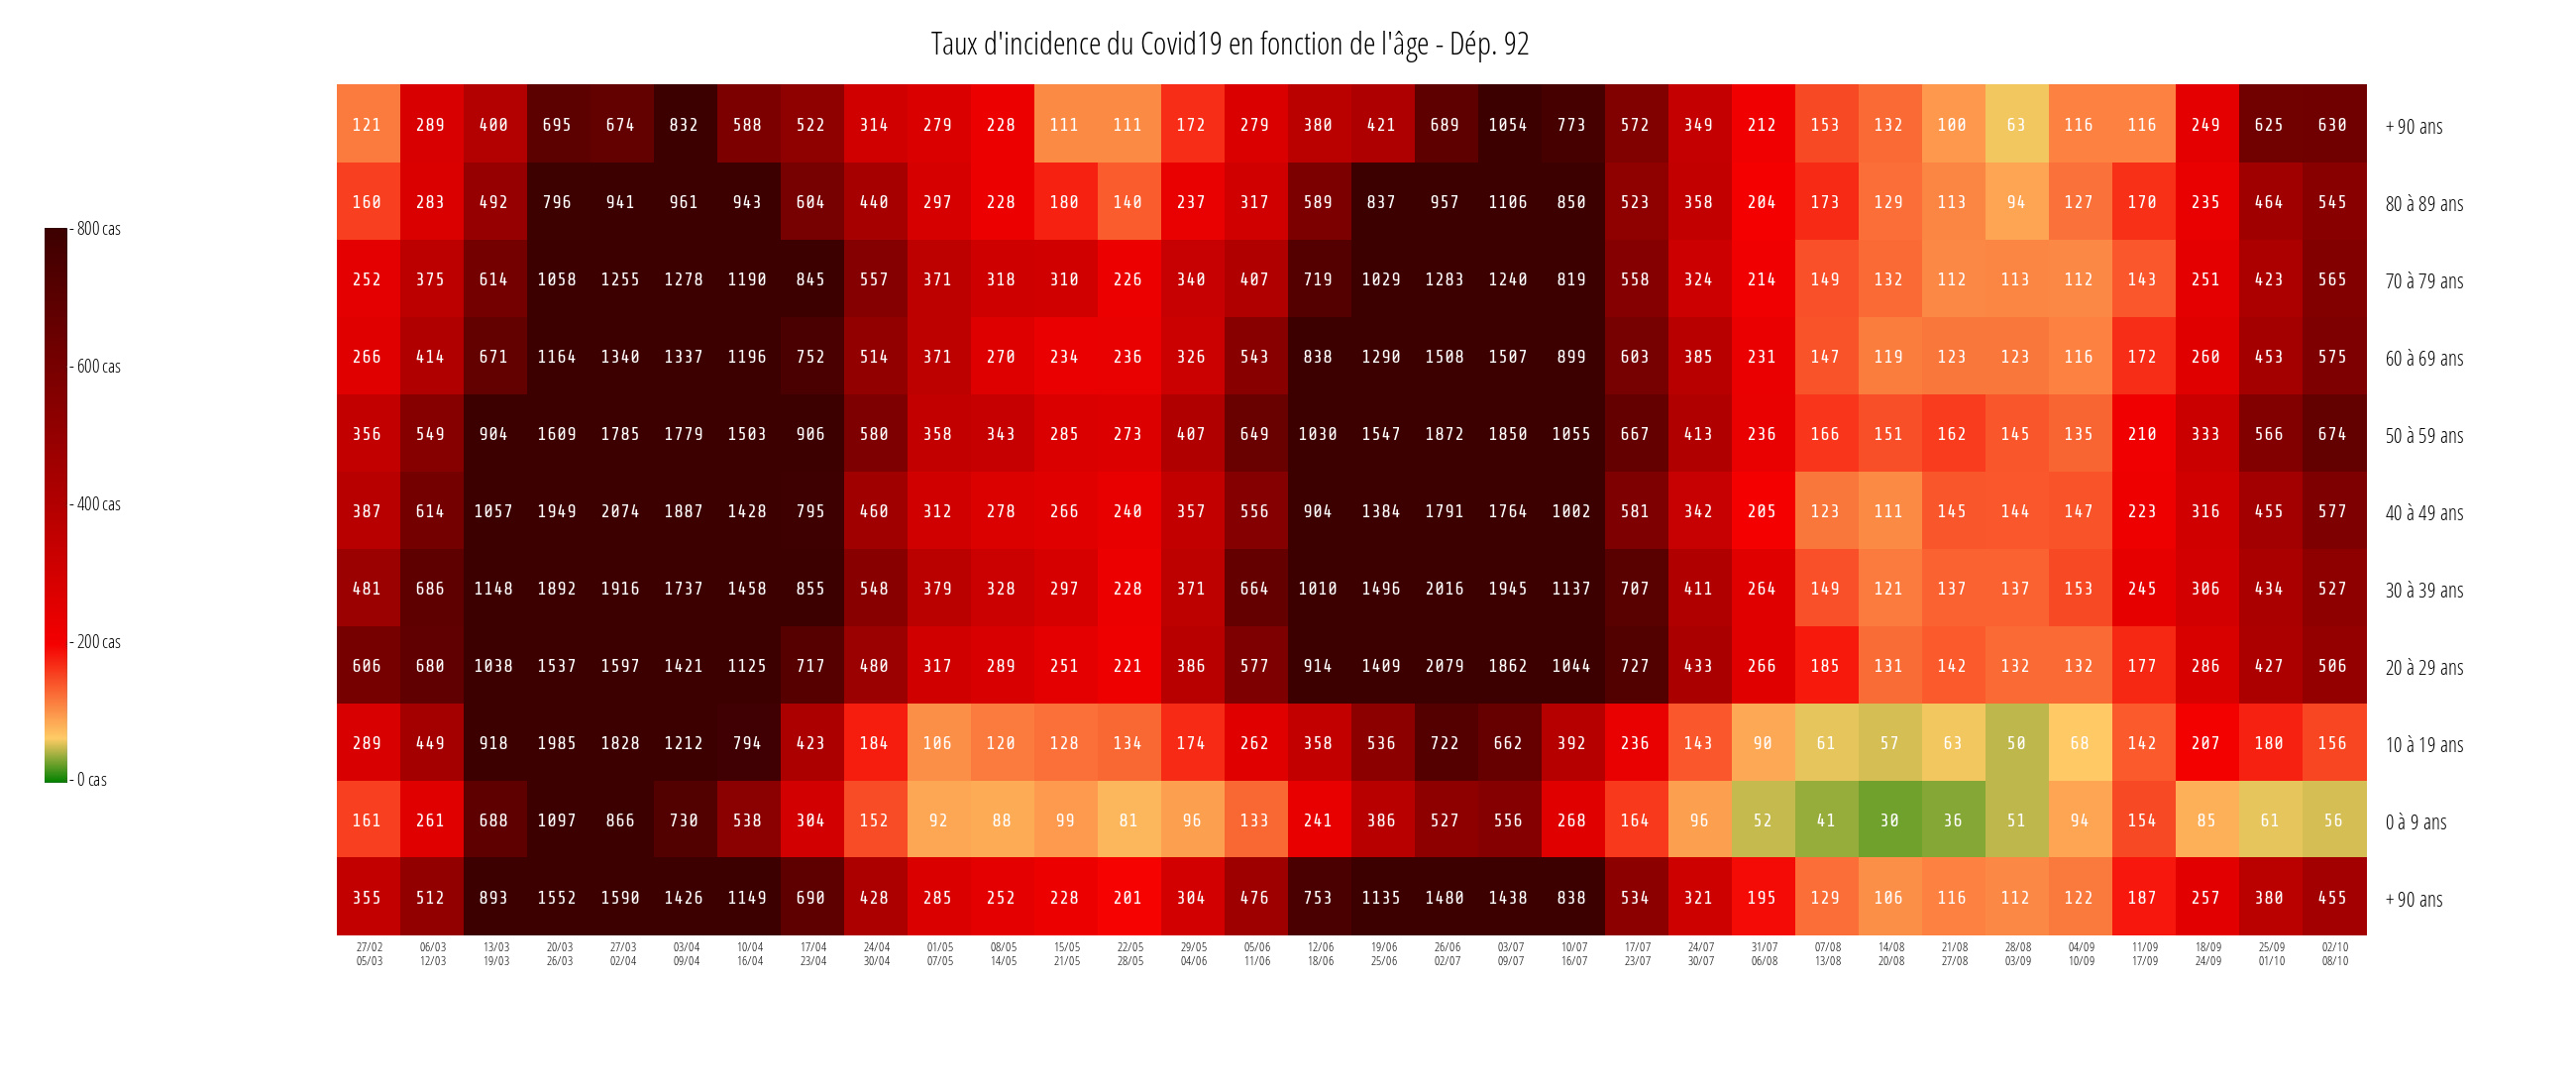 Taux d'incidence du Covid19 en fonction de l'âge - Dép. 92
121 289 400 695 674 832 588 522 314 279 228 111 111 172 279 380 421 689 1054 773 572 349 212 153 132 100 63 116 116 249 625 630 + 90 ans
160 283 492 796 941 961 943 604 440 297 228 180 140 237 317 589 837 957 1106 850 523 358 204 173 129 113 94 127 170 235 464 545 80 à 89 ans
- 800 cas
252 375 614 1058 1255 1278 1190 845 557 371 318 310 226 340 407 719 1029 1283 1240 819 558 324 214 149 132 112 113 112 143 251 423 565 70 à 79 ans
266 414 671 1164 1340 1337 1196 752 514 371 270 234 236 326 543 838 1290 1508 1507 899 603 385 231 147 119 123 123 116 172 260 453 575 60 à 69 ans
- 600 cas
356 549 904 1609 1785 1779 1503 906 580 358 343 285 273 407 649 1030 1547 1872 1850 1055 667 413 236 166 151 162 145 135 210 333 566 674 50 à 59 ans
- 400 cas
387 614 1057 1949 2074 1887 1428 795 460 312 278 266 240 357 556 904 1384 1791 1764 1002 581 342 205 123 111 145 144 147 223 316 455 577 40 à 49 ans
481 686 1148 1892 1916 1737 1458 855 548 379 328 297 228 371 664 1010 1496 2016 1945 1137 707 411 264 149 121 137 137 153 245 306 434 527 30 à 39 ans
- 200 cas
606 680 1038 1537 1597 1421 1125 717 480 317 289 251 221 386 577 914 1409 2079 1862 1044 727 433 266 185 131 142 132 132 177 286 427 506 20 à 29 ans
289 449 918 1985 1828 1212 794 423 184 106 120 128 134 174 262 358 536 722 662 392 236 143 90 61 57 63 50 68 142 207 180 156 10 à 19 ans
- 0 cas
161 261 688 1097 866 730 538 304 152 92 88 99 81 96 133 241 386 527 556 268 164 96 52 41 30 36 51 94 154 85 61 56 0 à 9 ans
355 512 893 1552 1590 1426 1149 690 428 285 252 228 201 304 476 753 1135 1480 1438 838 534 321 195 129 106 116 112 122 187 257 380 455 + 90 ans
27/02 06/03 13/03 20/03 27/03 03/04 10/04 17/04 24/04 01/05 08/05 15/05 22/05 29/05 05/06 12/06 19/06 26/06 03/07 10/07 17/07 24/07 31/07 07/08 14/08 21/08 28/08 04/09 11/09 18/09 25/09 02/10
05/03 12/03 19/03 26/03 02/04 09/04 16/04 23/04 30/04 07/05 14/05 21/05 28/05 04/06 11/06 18/06 25/06 02/07 09/07 16/07 23/07 30/07 06/08 13/08 20/08 27/08 03/09 10/09 17/09 24/09 01/10 08/10